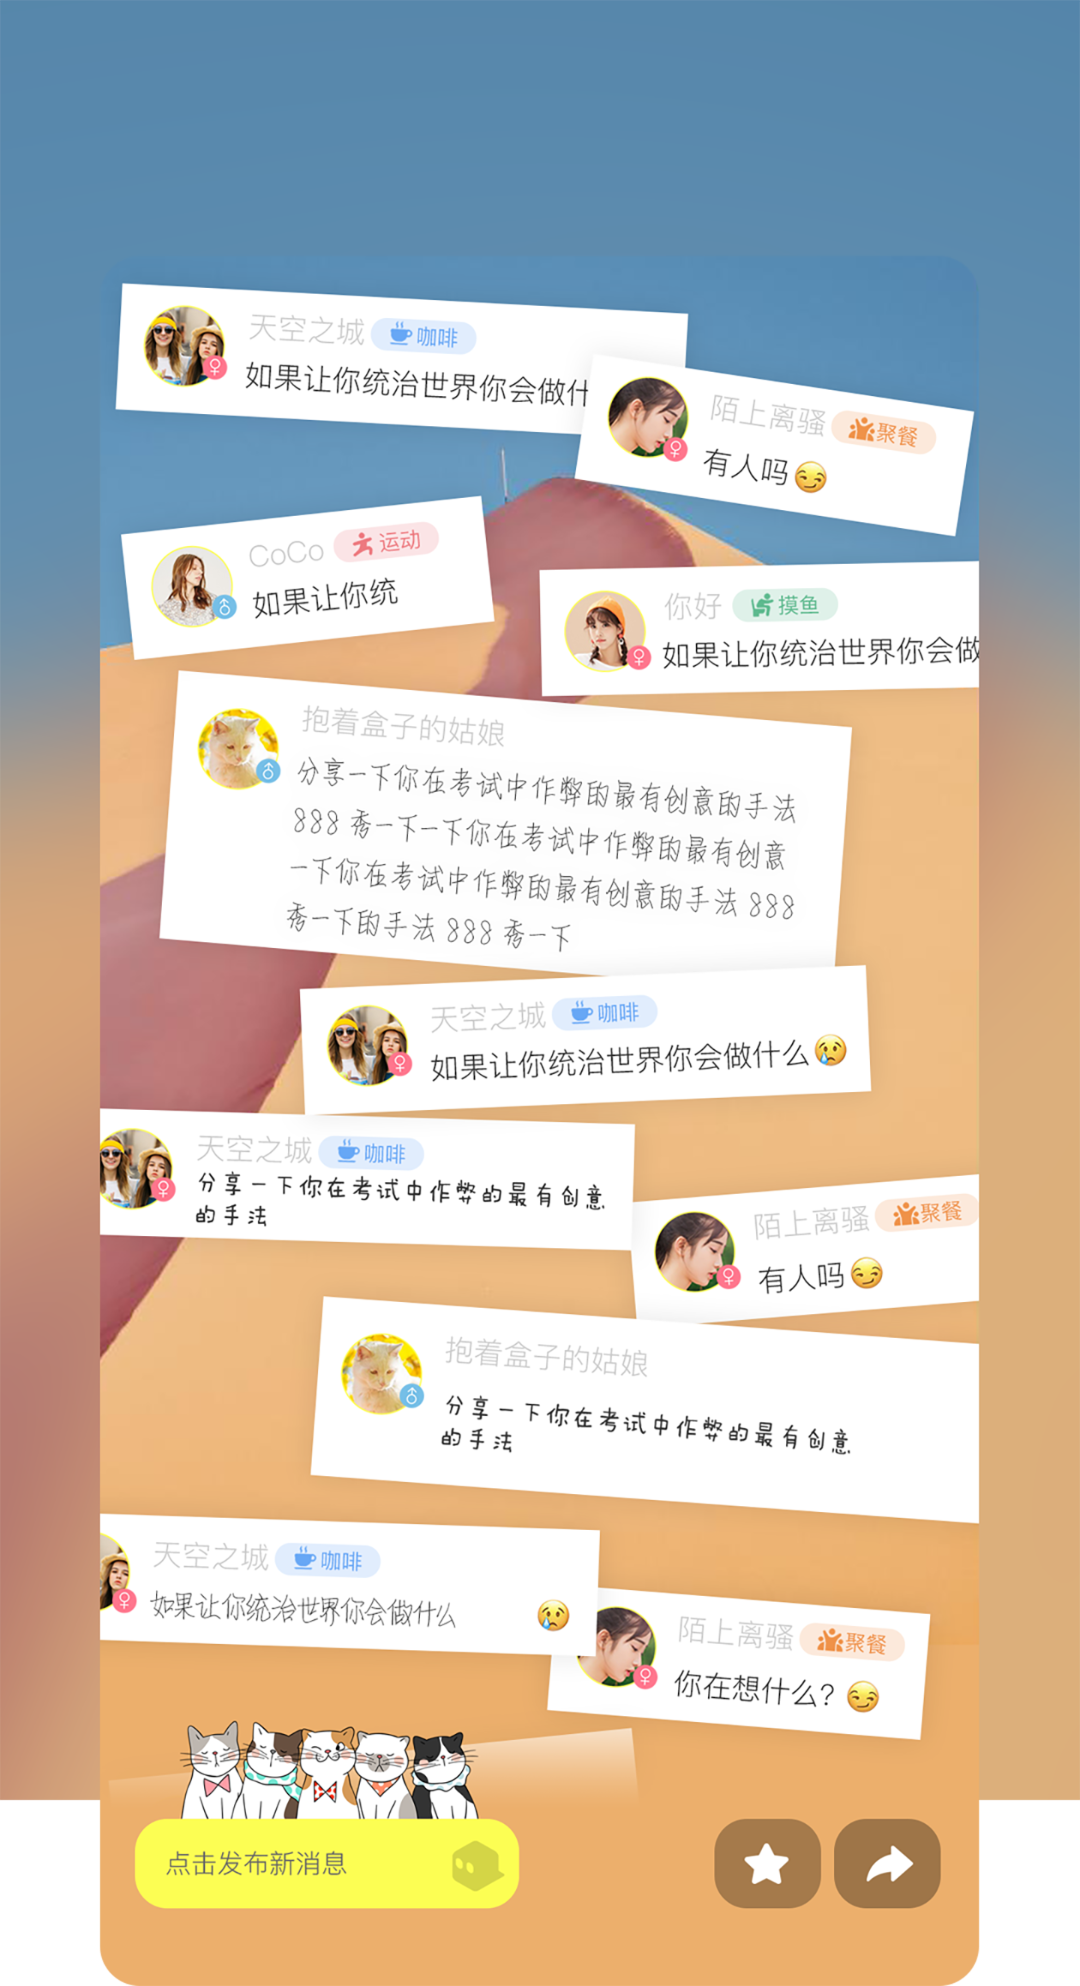 天空之城 咖啡
如果让你统治世界你会做什
陌上离骚 聚餐
有人吗😏
CoCo 运动
如果让你统
你好 摸鱼
如果让你统治世界你会做
抱着盒子的姑娘
分享一下你在考试中作弊的最有创意的手法
888 秀一下一下你在考试中作弊的最有创意
一下你在考试中作弊的最有创意的手法 888
秀一下的手法 888 秀一下
天空之城 咖啡
如果让你统治世界你会做什么😢
天空之城 咖啡
分享一下你在考试中作弊的最有创意
的手法
陌上离骚 聚餐
有人吗😏
抱着盒子的姑娘
分享一下你在考试中作弊的最有创意
的手法
天空之城 咖啡
如果让你统治世界你会做什么 😢
陌上离骚 聚餐
你在想什么？😏
点击发布新消息